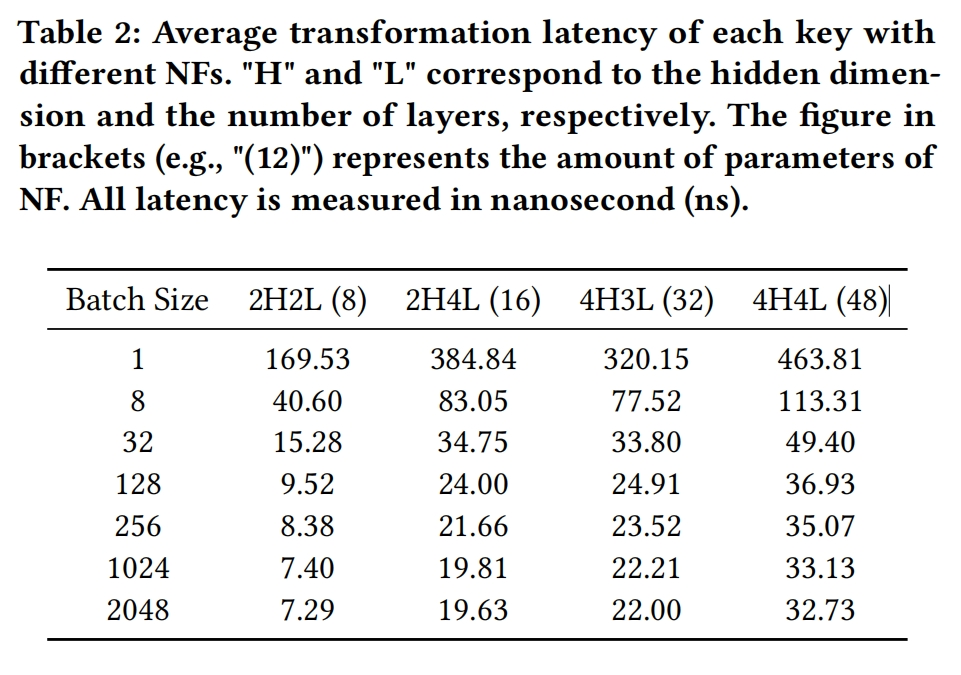 Table 2: Average transformation latency of each key with
different NFs. "H" and "L" correspond to the hidden dimen-
sion and the number of layers, respectively. The figure in
brackets (e.g., "(12)") represents the amount of parameters of
NF. All latency is measured in nanosecond (ns).
Batch Size 2H2L (8) 2H4L (16) 4H3L (32) 4H4L (48)
1 169.53 384.84 320.15 463.81
8 40.60 83.05 77.52 113.31
32 15.28 34.75 33.80 49.40
128 9.52 24.00 24.91 36.93
256 8.38 21.66 23.52 35.07
1024 7.40 19.81 22.21 33.13
2048 7.29 19.63 22.00 32.73